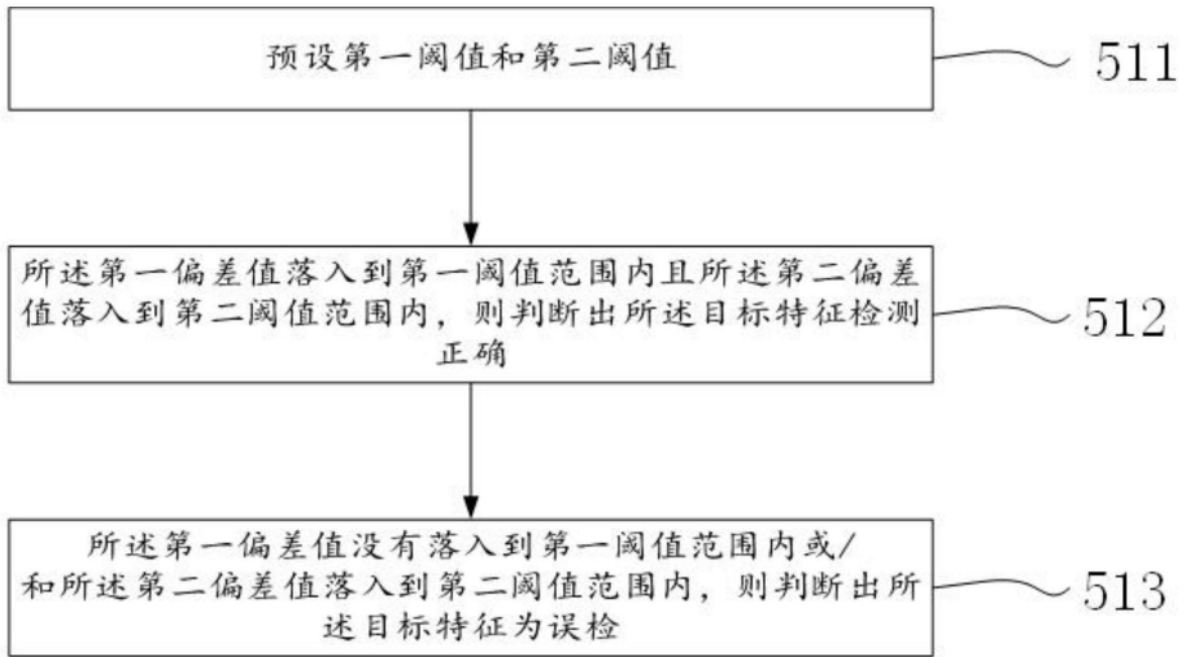 预设第一阈值和第二阈值
511
所述第一偏差值落入到第一阈值范围内且所述第二偏差
值落入到第二阈值范围内，则判断出所述目标特征检测
正确
512
所述第一偏差值没有落入到第一阈值范围内或/
和所述第二偏差值落入到第二阈值范围内，则判断出所
述目标特征为误检
513